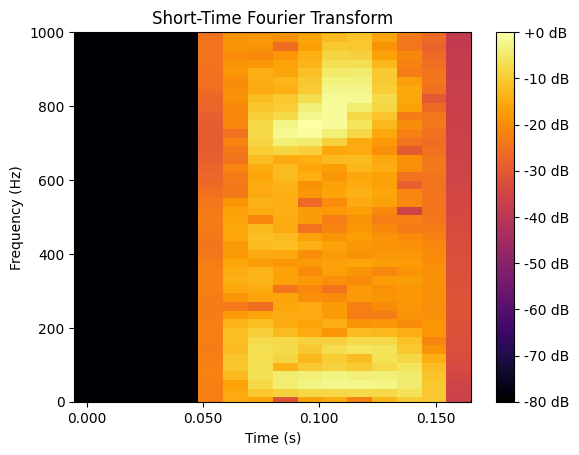 Short-Time Fourier Transform
1000
800
600
400
200
0
Frequency (Hz)
0.000
0.050
0.100
0.150
Time (s)
+0 dB
-10 dB
-20 dB
-30 dB
-40 dB
-50 dB
-60 dB
-70 dB
-80 dB